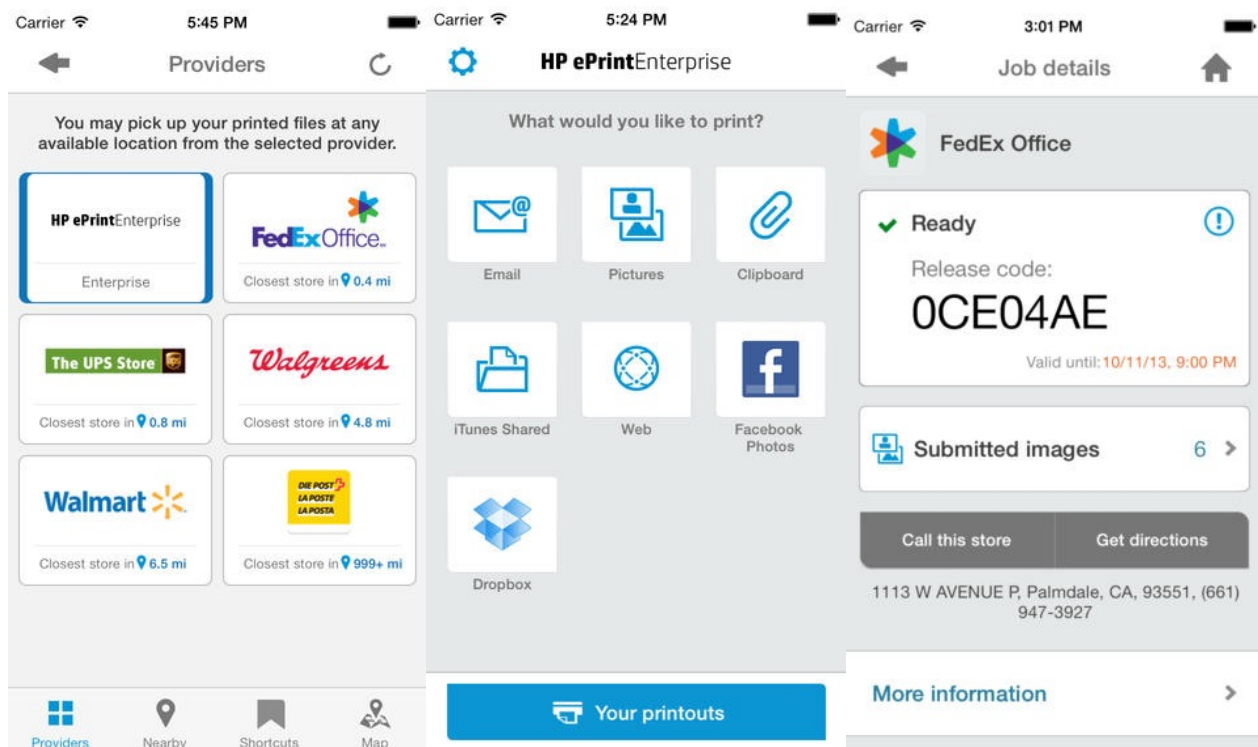 Carrier 5:45 PM
Providers
You may pick up your printed files at any
available location from the selected provider.
HP ePrintEnterprise
Enterprise
FedExOffice
Closest store in 0.4 mi
The UPS Store
Closest store in 0.8 mi
Walgreens
Closest store in 4.8 mi
Walmart
Closest store in 6.5 mi
DIE POST
LA POSTE
LA POSTA
Closest store in 999+ mi
Providers Nearby Shortcuts Map
Carrier 5:24 PM
HP ePrintEnterprise
What would you like to print?
Email Pictures Clipboard
iTunes Shared Web Facebook
Photos
Dropbox
Your printouts
Carrier 3:01 PM
Job details
FedEx Office
Ready
Release code:
0CE04AE
Valid until: 10/11/13, 9:00 PM
Submitted images 6
Call this store Get directions
1113 W AVENUE P, Palmdale, CA, 93551, (661)
947-3927
More information